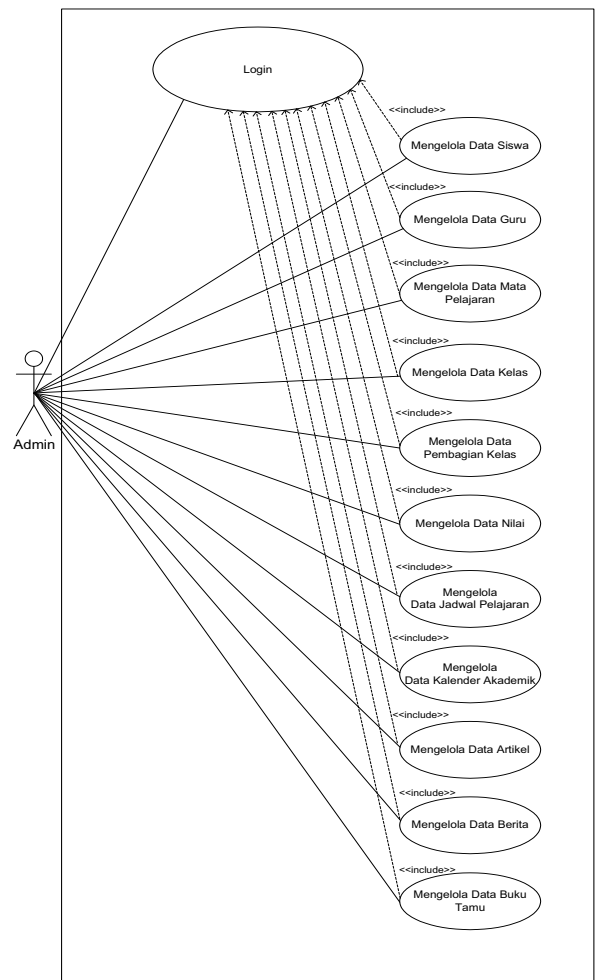 Login
<<include>>
Mengelola Data Siswa
<<include>>
Mengelola Data Guru
<<include>>
Mengelola Data Mata
Pelajaran
<<include>>
Mengelola Data Kelas
Admin
<<include>>
Mengelola Data
Pembagian Kelas
<<include>>
Mengelola Data Nilai
<<include>>
Mengelola
Data Jadwal Pelajaran
<<include>>
Mengelola
Data Kalender Akademik
<<include>>
Mengelola Data Artikel
<<include>>
Mengelola Data Berita
<<include>>
Mengelola Data Buku
Tamu